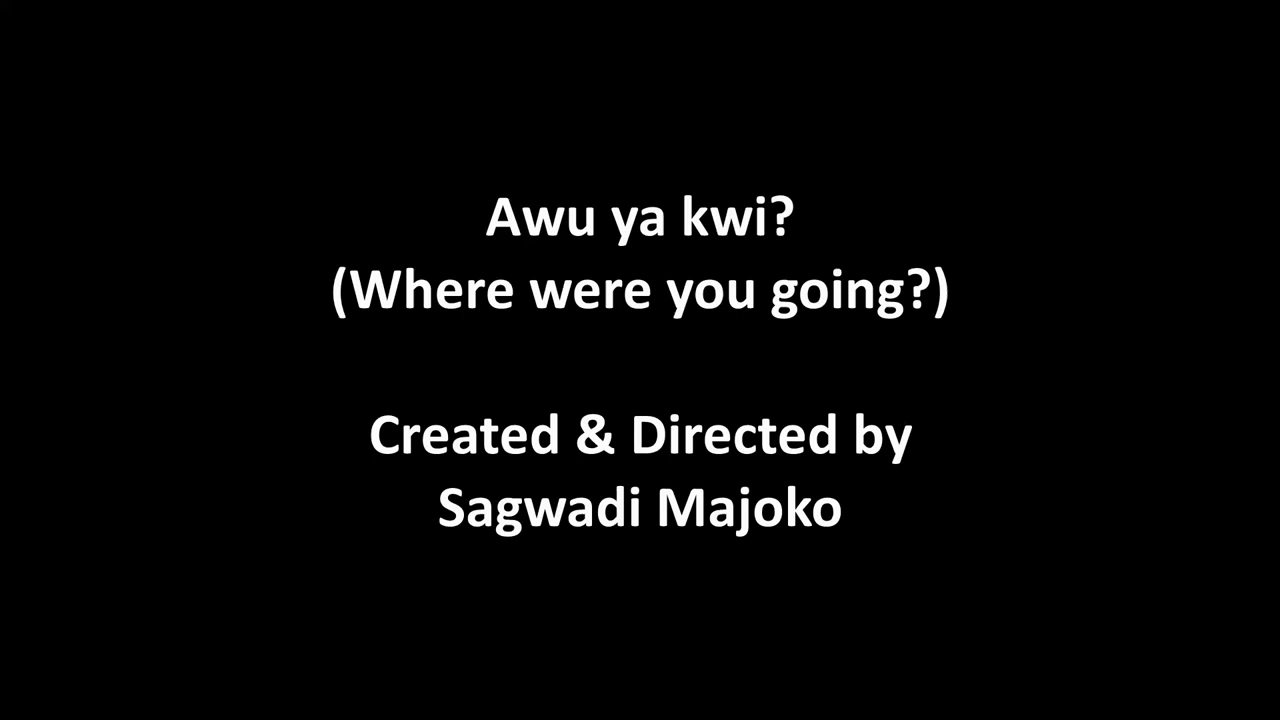 Awu ya kwi?
(Where were you going?)
Created & Directed by
Sagwadi Majoko